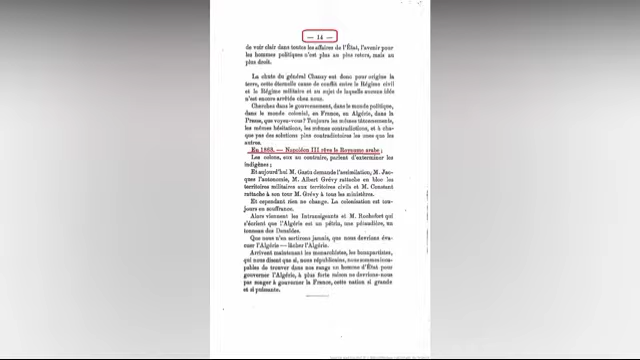 — 14 —
de voir clair dans toutes les affaires de l'État, l'avenir pour
les hommes politiques n'est plus au plus retors, mais au
plus droit.
La chute du général Chanzy est donc pour origine la
terre, cette éternelle cause de conflit entre le Régime civil
et le Régime militaire et au sujet de laquelle aucune idée
n'est encore arrêtée chez nous.
Cherchez dans le gouvernement, dans le monde politique,
dans le monde colonial, en France, en Algérie, dans la
Presse, que voyez-vous? Toujours les mêmes tâtonnements,
les mêmes hésitations, les mêmes contradictions, et à cha-
que pas des solutions plus contradictoires les unes que les
autres.
En 1863. — Napoléon III rêve le Royaume arabe;
Les colons, eux au contraire, parlent d'exterminer les
indigènes;
Et aujourd'hui M. Gastu demande l'assimilation, M. Jac-
ques l'autonomie, M. Albert Grévy rattache en bloc les
territoires militaires aux territoires civils et M. Constant
rattache à son tour M. Grévy à tous les ministères.
Et cependant rien ne change. La colonisation est tou-
jours en souffrance.
Alors viennent les Intransigeants et M. Rochefort qui
s'écrient que l'Algérie est un pétrin, une pétaudière, un
tonneau des Danaïdes.
Que nous n'en sortirons jamais, que nous devrions éva-
cuer l'Algérie — lâcher l'Algérie.
Arrivent maintenant les monarchistes, les bonapartistes,
qui nous disent que si, nous républicains, nous sommes inca-
pables de trouver dans nos rangs un homme d'État pour
gouverner l'Algérie, à plus forte raison ne devrions-nous
pas songer à gouverner la France, cette nation si grande
et si puissante.